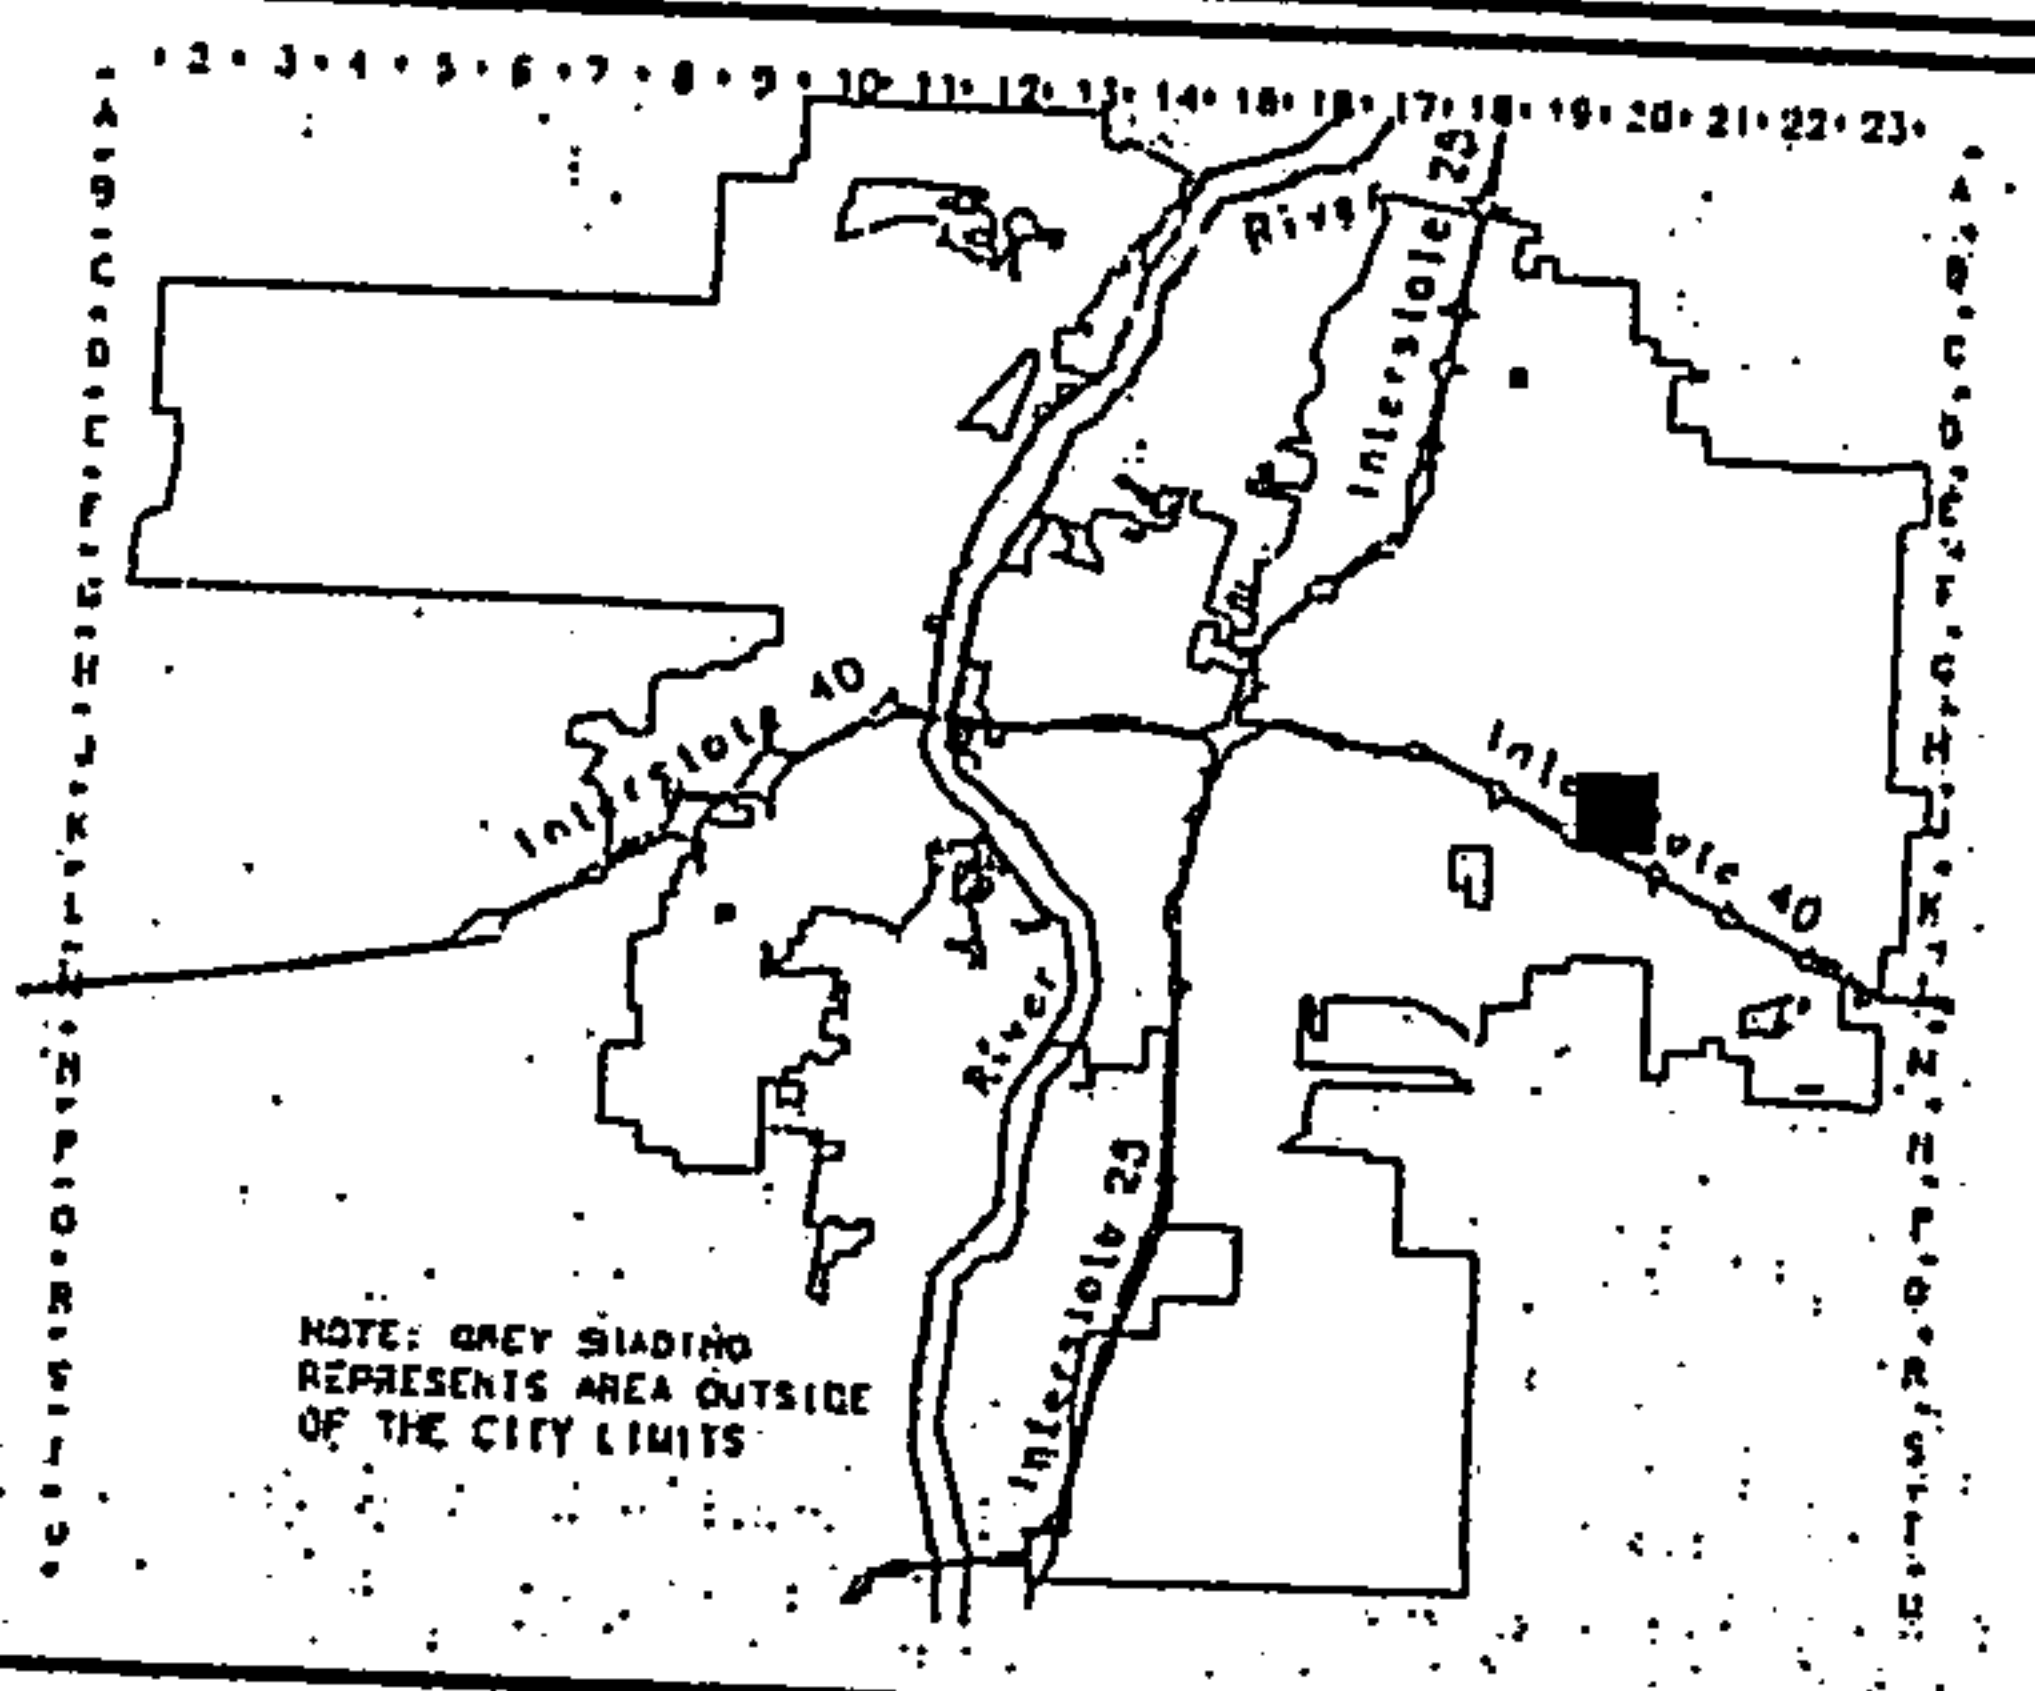 2 3 4 5 6 7 8 9 10 11 12 13 14 15 16 17 18 19 20 21 22 23
A
B
C
D
E
F
G
H
J
K
L
M
N
P
Q
R
S
T
U
A
B
C
D
E
F
G
H
K
L
M
N
P
Q
R
S
T
U
River
Interstate 25
Interstate 40
Inte ate 40
River
Interstate 25
NOTE: GREY SHADING
REPRESENTS AREA OUTSIDE
OF THE CITY LIMITS